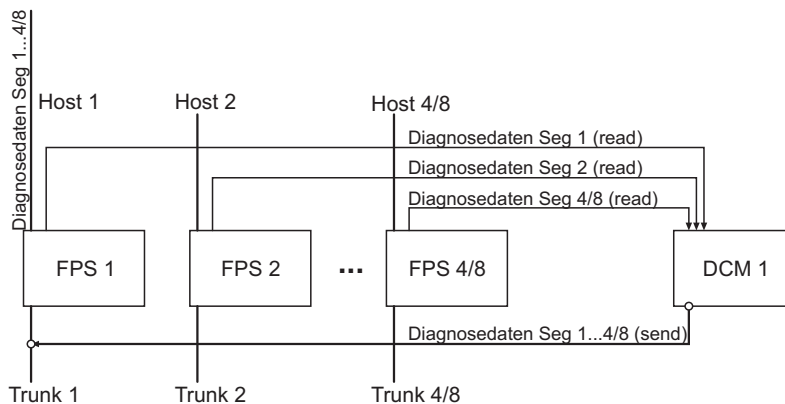 Diagnosedaten Seg 1...4/8
Host 1
Host 2
Host 4/8
Diagnosedaten Seg 1 (read)
Diagnosedaten Seg 2 (read)
Diagnosedaten Seg 4/8 (read)
FPS 1
FPS 2
...
FPS 4/8
DCM 1
Diagnosedaten Seg 1...4/8 (send)
Trunk 1
Trunk 2
Trunk 4/8